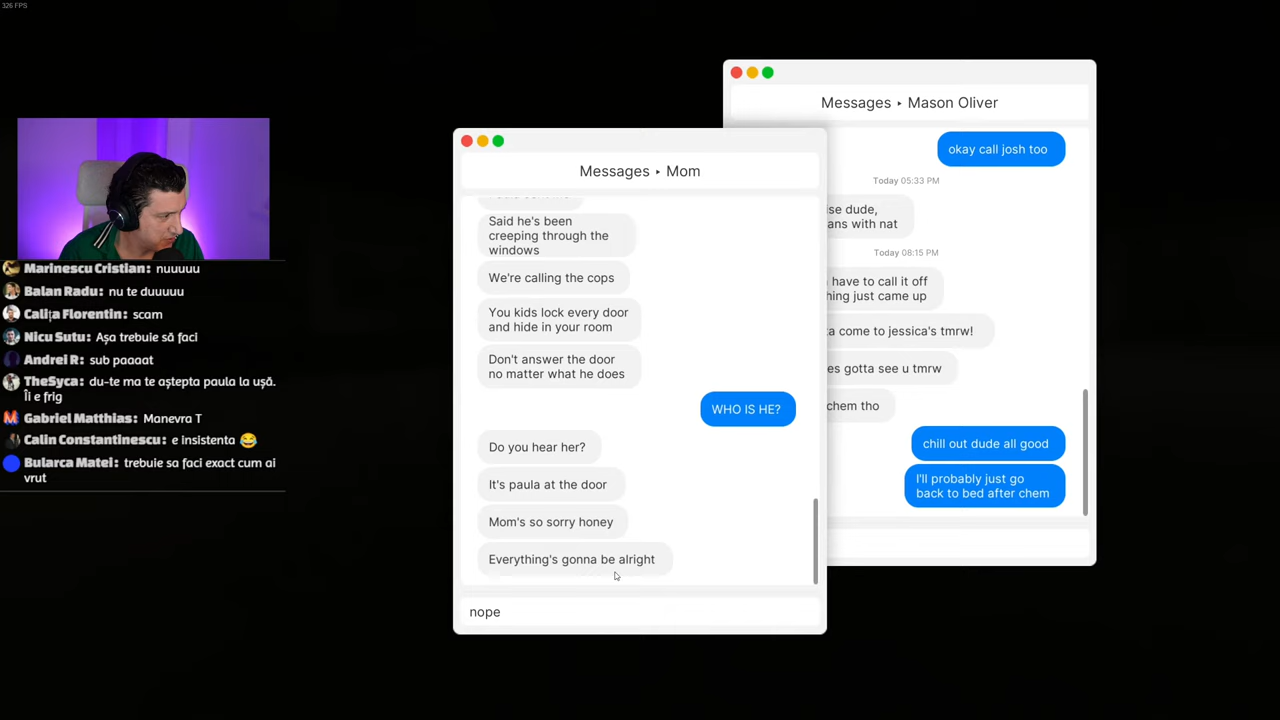 326 FPS
Marinescu Cristian: nuuuuu
Balan Radu: nu te duuuuu
Calița Florentin: scam
Nicu Sutu: Așa trebuie să faci
Andrei R: sub paaaat
TheSyca: du-te ma te aștepta paula la ușă.
Îi e frig
Gabriel Matthias: Manevra T
Calin Constantinescu: e insistenta 😂
Bularca Matei: trebuie sa faci exact cum ai
vrut
Messages ‣ Mom
Said he's been
creeping through the
windows
We're calling the cops
You kids lock every door
and hide in your room
Don't answer the door
no matter what he does
WHO IS HE?
Do you hear her?
It's paula at the door
Mom's so sorry honey
Everything's gonna be alright
nope
Messages ‣ Mason Oliver
okay call josh too
Today 05:33 PM
dude,
with nat
Today 08:15 PM
have to call it off
just came up
come to jessica's tmrw!
gotta see u tmrw
chem tho
chill out dude all good
I'll probably just go
back to bed after chem